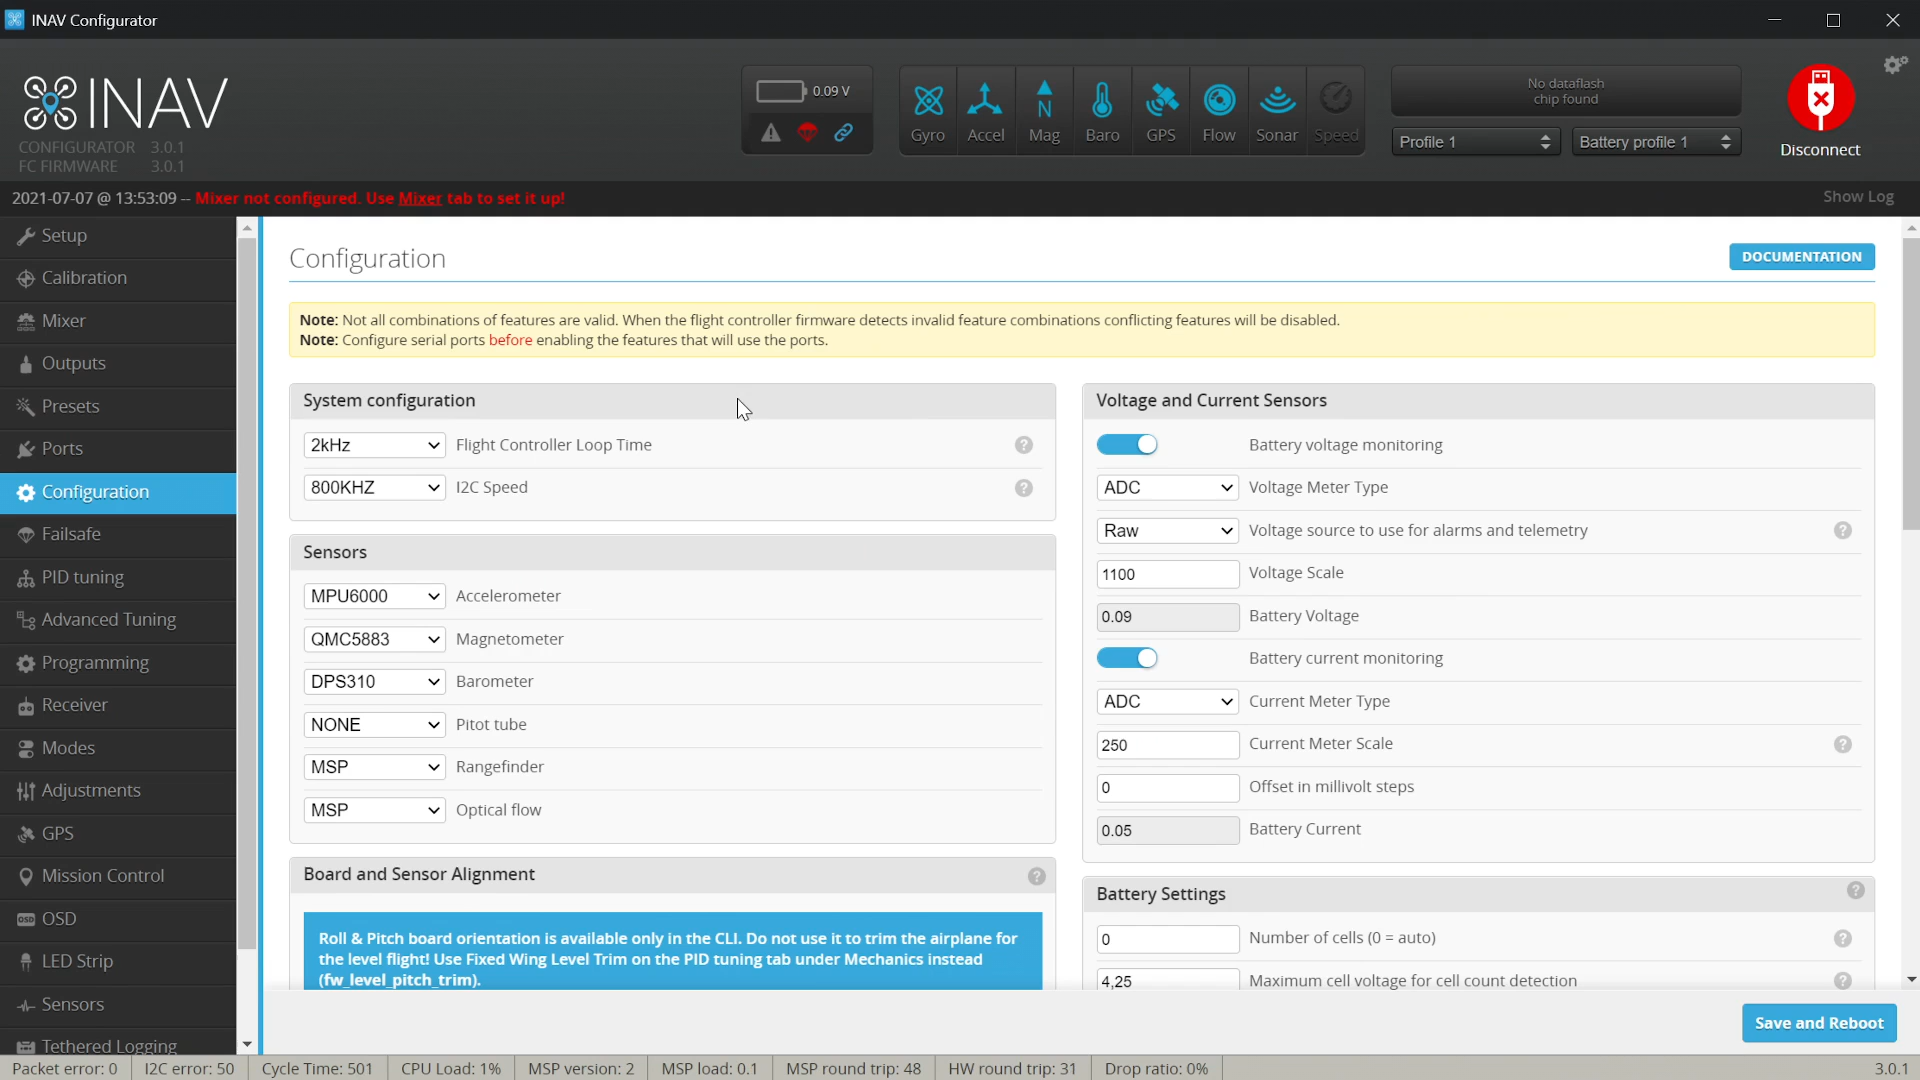 INAV Configurator
INAV
CONFIGURATOR 3.0.1
FC FIRMWARE 3.0.1
0.09 V
Gyro
Accel
N
Mag
Baro
GPS
Flow
Sonar
Speed
No dataflash
chip found
Profile 1
Battery profile 1
Disconnect
2021-07-07 @ 13:53:09 -- Mixer not configured. Use Mixer tab to set it up!
Show Log
Setup
Calibration
Mixer
Outputs
Presets
Ports
Configuration
Failsafe
PID tuning
Advanced Tuning
Programming
Receiver
Modes
Adjustments
GPS
Mission Control
OSD
LED Strip
Sensors
Tethered Logging
Configuration
DOCUMENTATION
Note: Not all combinations of features are valid. When the flight controller firmware detects invalid feature combinations conflicting features will be disabled.
Note: Configure serial ports before enabling the features that will use the ports.
System configuration
2kHz Flight Controller Loop Time ?
800KHZ I2C Speed ?
Sensors
MPU6000 Accelerometer
QMC5883 Magnetometer
DPS310 Barometer
NONE Pitot tube
MSP Rangefinder
MSP Optical flow
Board and Sensor Alignment ?
Roll & Pitch board orientation is available only in the CLI. Do not use it to trim the airplane for
the level flight! Use Fixed Wing Level Trim on the PID tuning tab under Mechanics instead
(fw_level_pitch_trim).
Voltage and Current Sensors
Battery voltage monitoring
ADC Voltage Meter Type
Raw Voltage source to use for alarms and telemetry ?
1100 Voltage Scale
0.09 Battery Voltage
Battery current monitoring
ADC Current Meter Type
250 Current Meter Scale ?
0 Offset in millivolt steps
0.05 Battery Current
Battery Settings ?
0 Number of cells (0 = auto) ?
4,25 Maximum cell voltage for cell count detection ?
Save and Reboot
Packet error: 0 I2C error: 50 Cycle Time: 501 CPU Load: 1% MSP version: 2 MSP load: 0.1 MSP round trip: 48 HW round trip: 31 Drop ratio: 0% 3.0.1